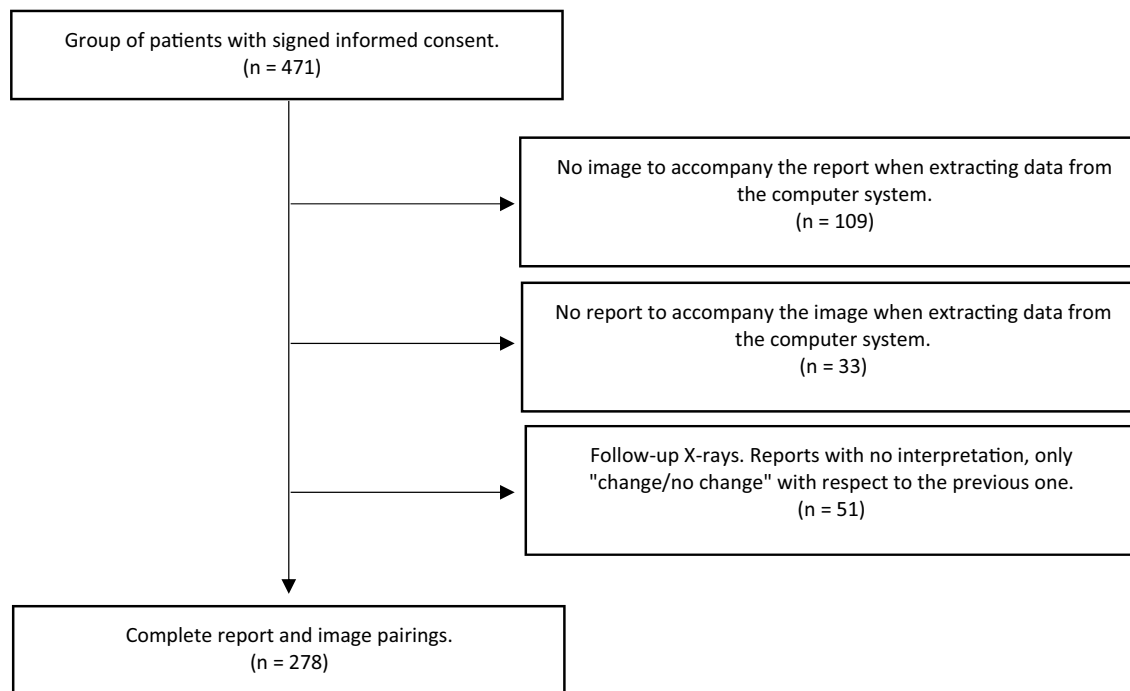 Group of patients with signed informed consent.
(n = 471)
No image to accompany the report when extracting data from
the computer system.
(n = 109)
No report to accompany the image when extracting data from
the computer system.
(n = 33)
Follow-up X-rays. Reports with no interpretation, only
"change/no change" with respect to the previous one.
(n = 51)
Complete report and image pairings.
(n = 278)